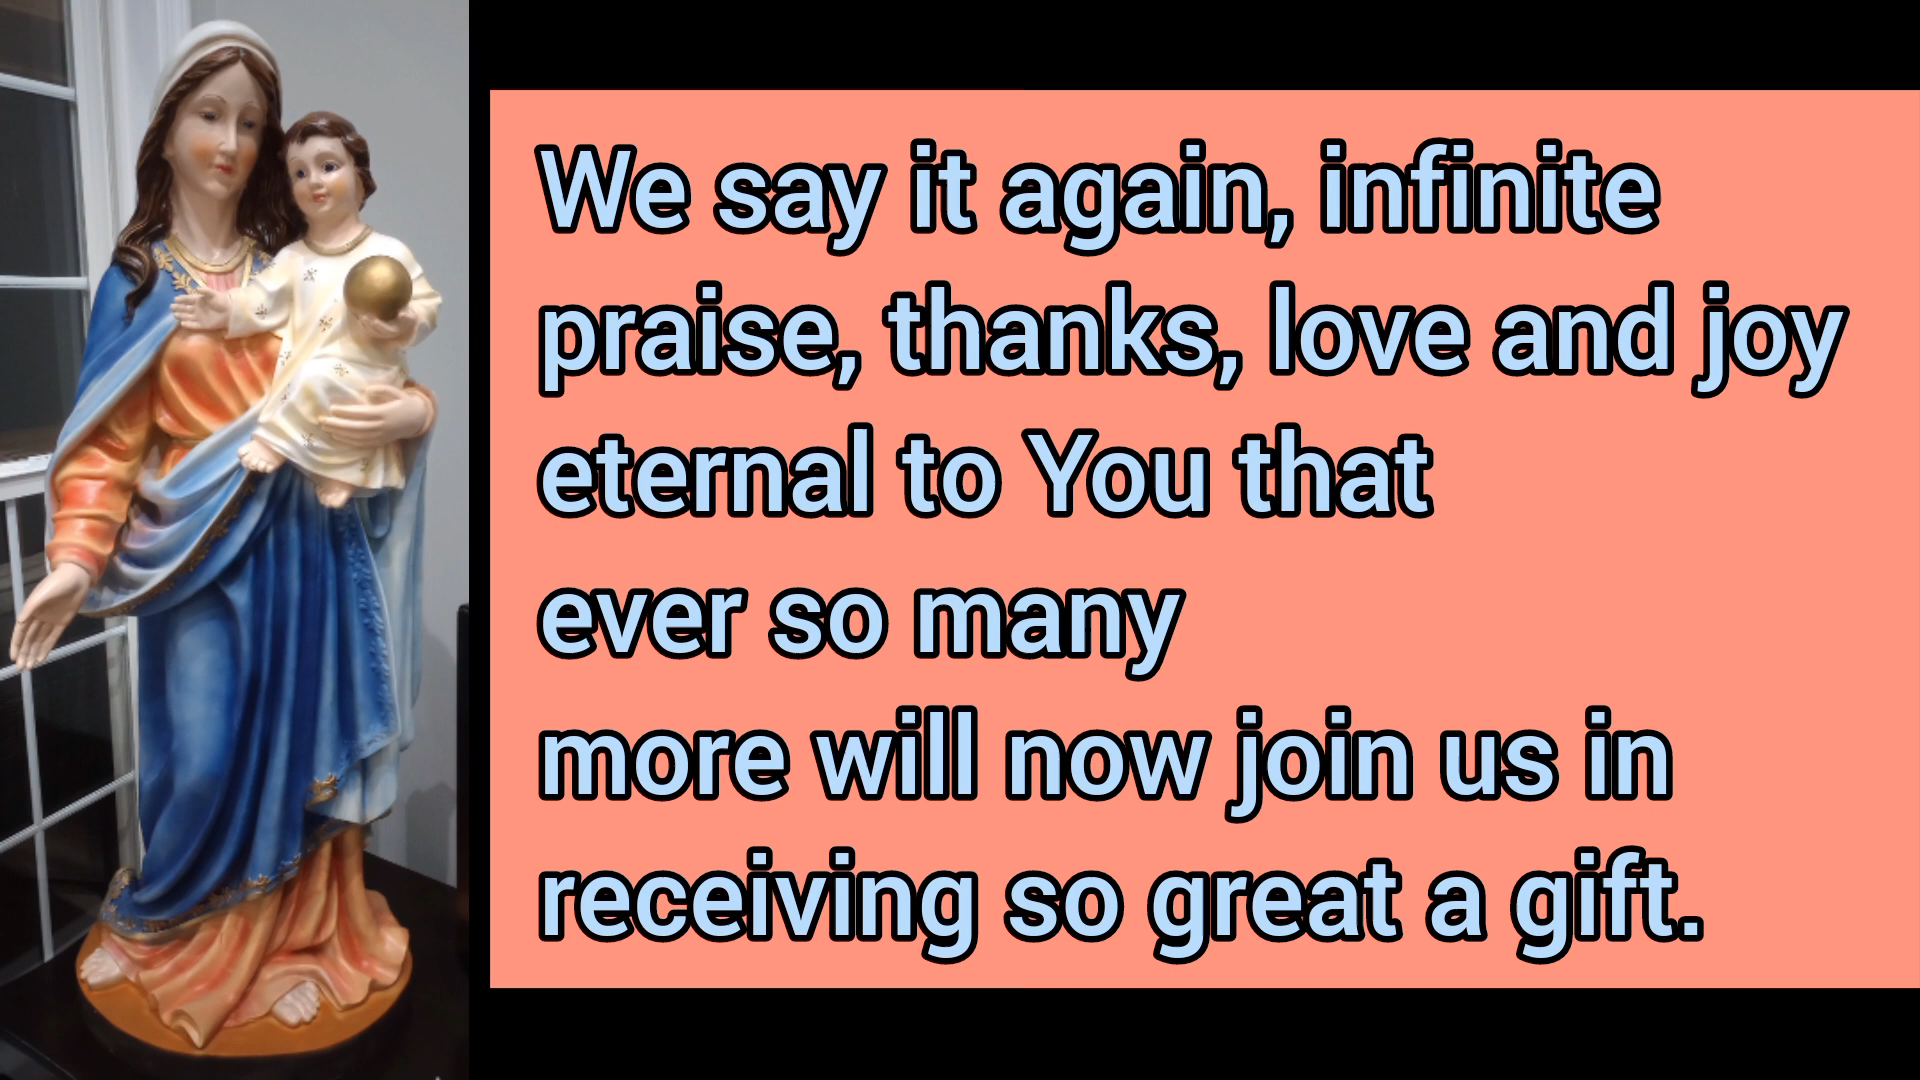 We say it again, infinite
praise, thanks, love and joy
eternal to You that
ever so many
more will now join us in
receiving so great a gift.